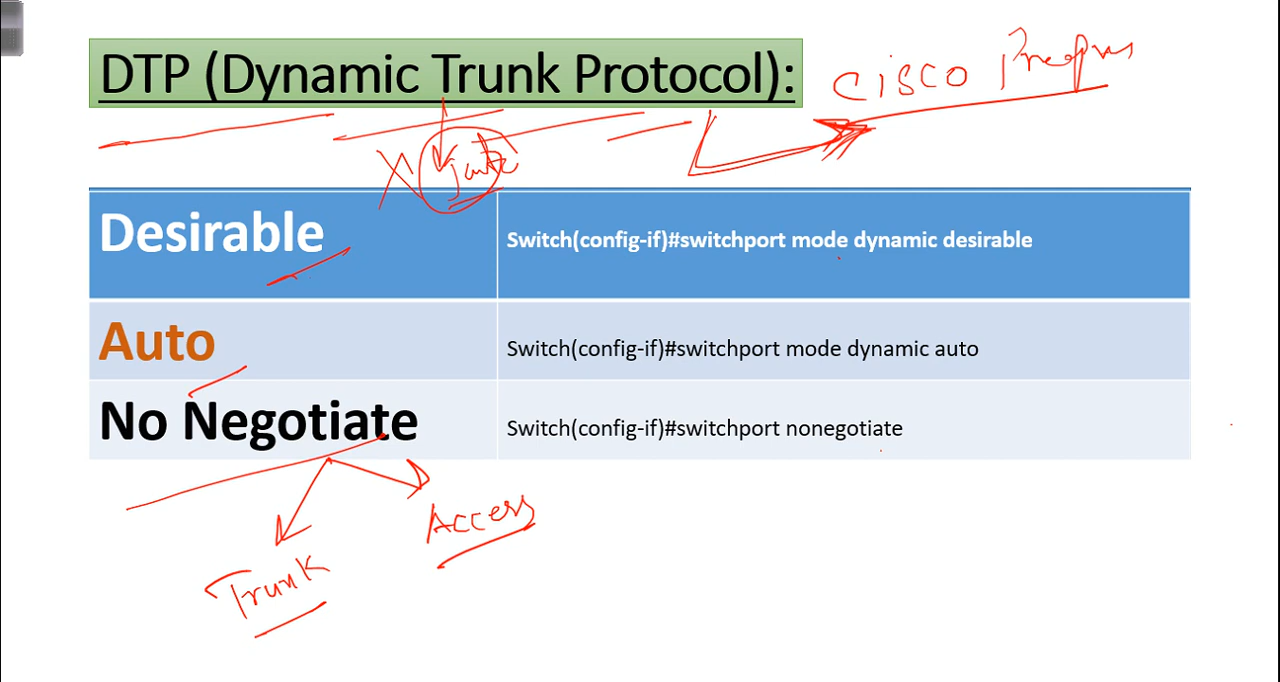 DTP (Dynamic Trunk Protocol):
Cisco
Desirable
Switch(config-if)#switchport mode dynamic desirable
Auto
Switch(config-if)#switchport mode dynamic auto
No Negotiate
Switch(config-if)#switchport nonegotiate
Access
Trunk